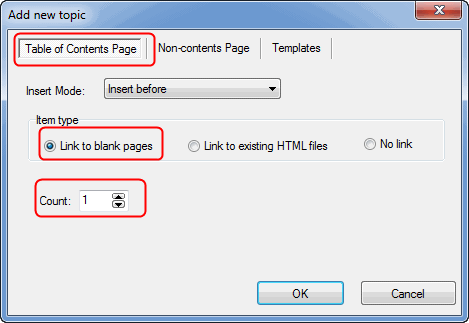 Add new topic
Table of Contents Page Non-contents Page Templates
Insert Mode: Insert before
Item type
Link to blank pages Link to existing HTML files No link
Count: 1
OK Cancel